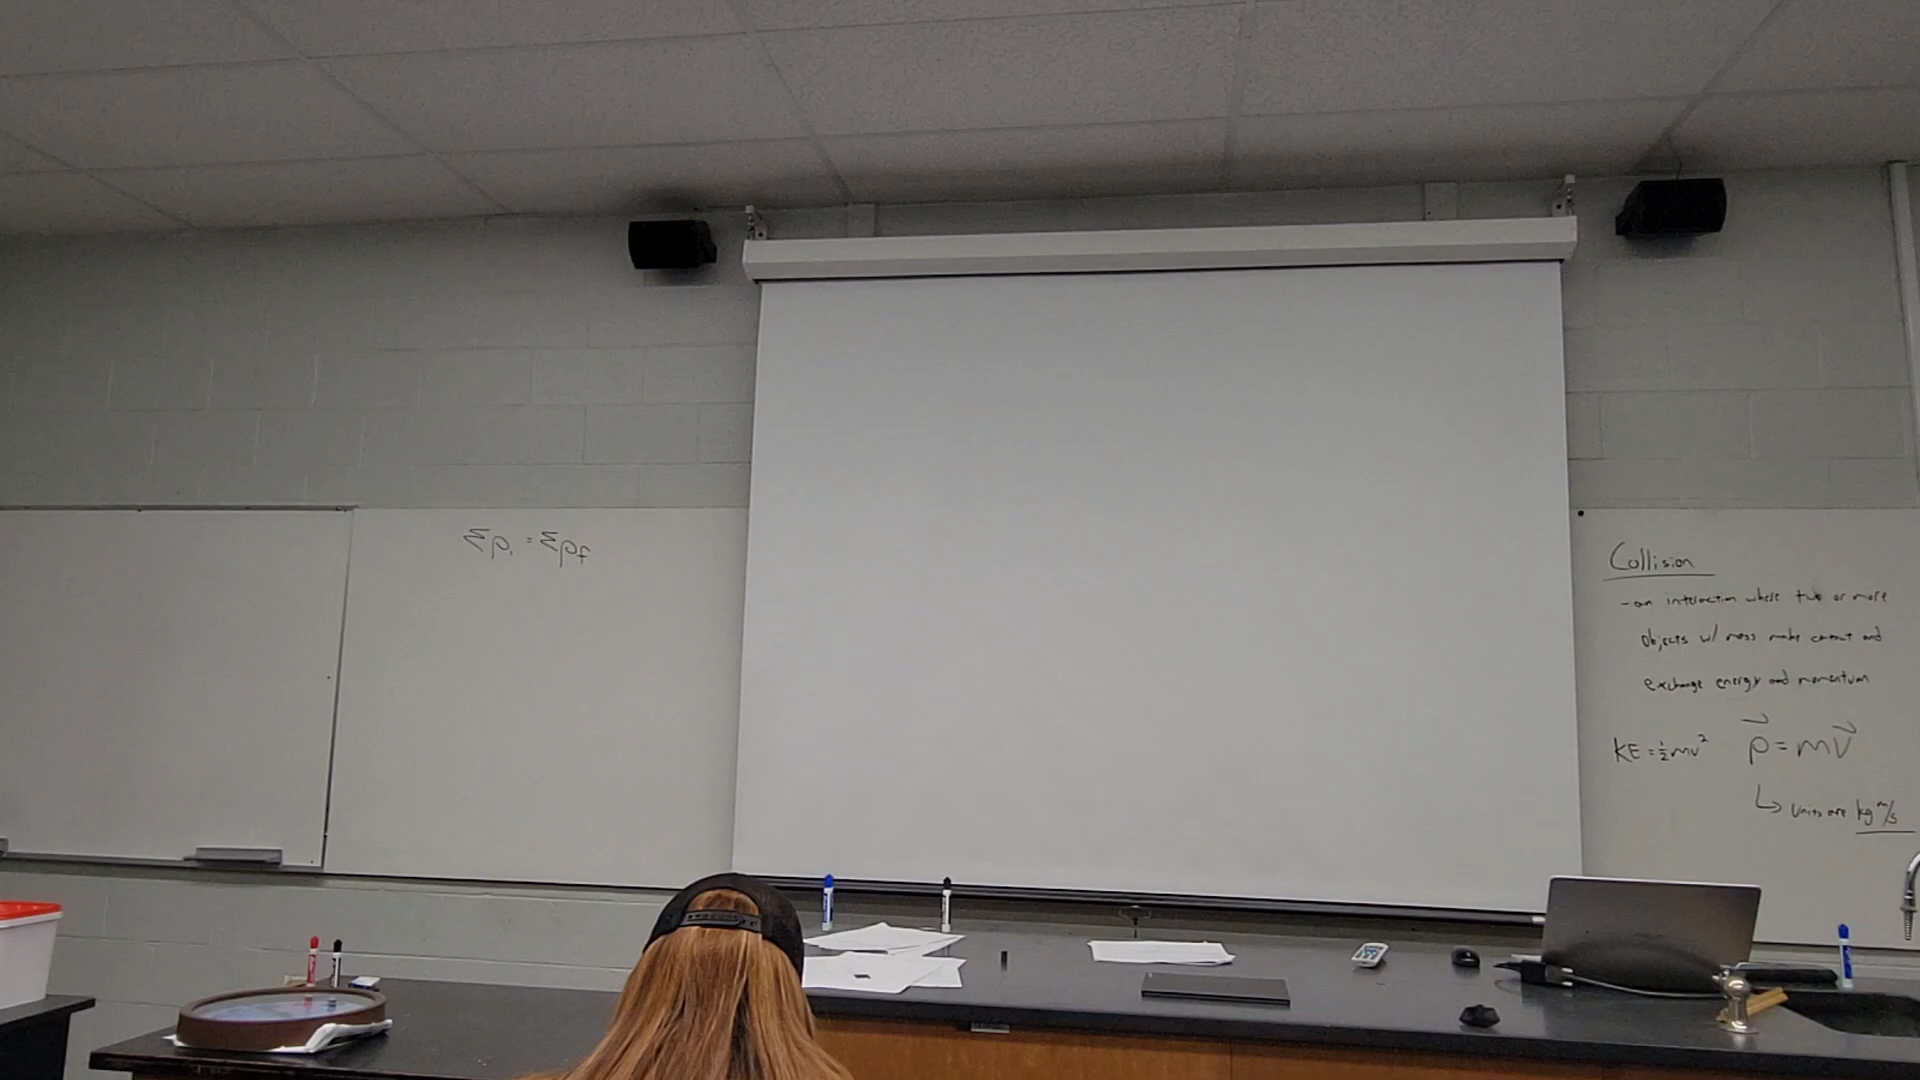 Σpᵢ = Σp_f
Collision
- an interaction where two or more
objects w/ mass make contact and
exchange energy and momentum
KE = ½mv² p⃗ = mv⃗
↳ Units are kg m/s